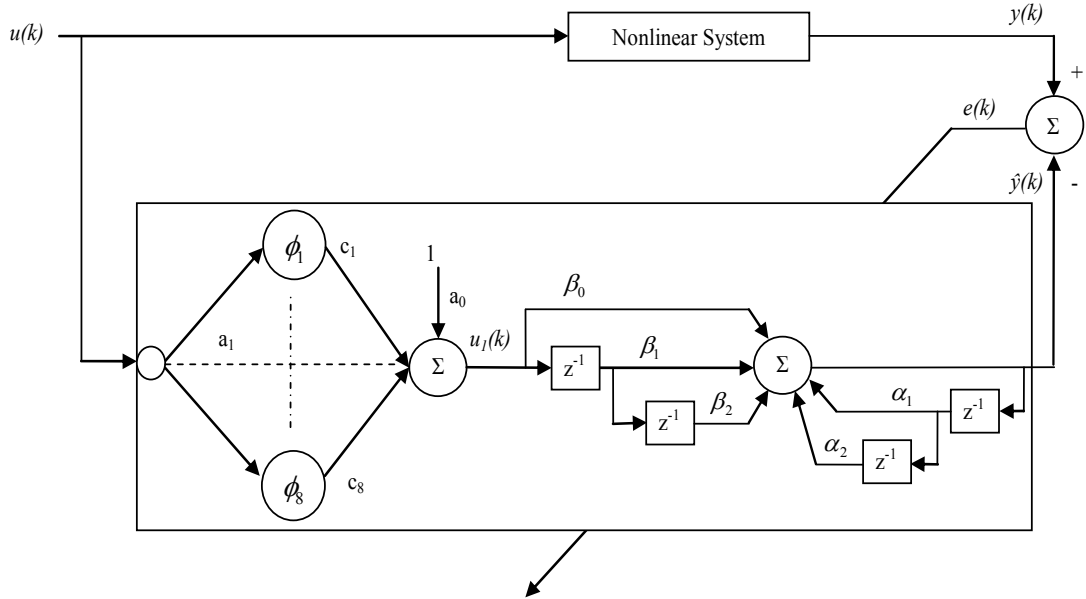 u(k)
Nonlinear System
y(k)
+
e(k)
Σ
ŷ(k)
-
ϕ₁
c₁
1
a₀
β₀
a₁
Σ
u₁(k)
z⁻¹
β₁
Σ
z⁻¹
β₂
α₁
z⁻¹
α₂
z⁻¹
ϕ₈
c₈